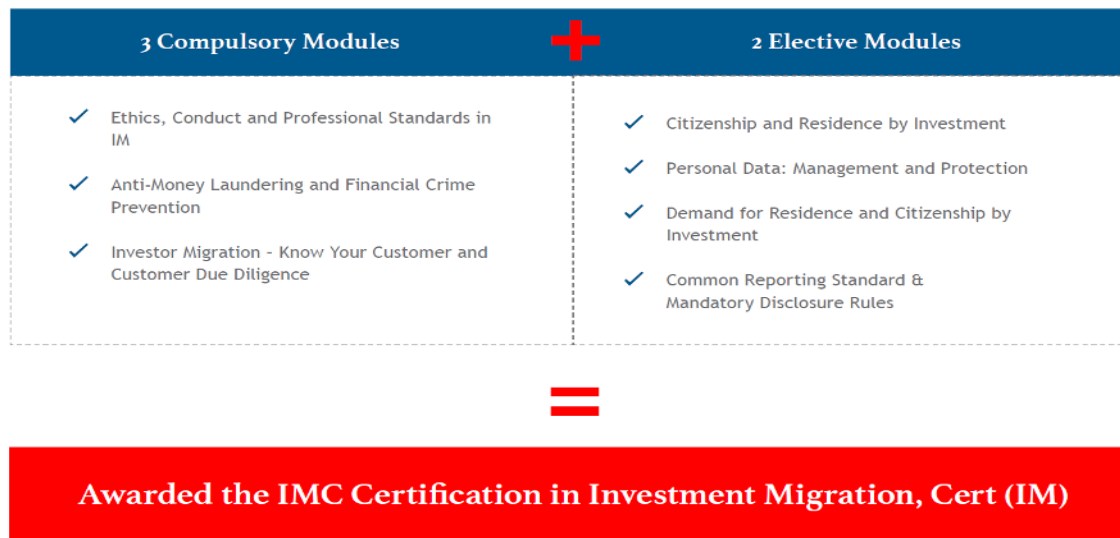 3 Compulsory Modules
+
2 Elective Modules
Ethics, Conduct and Professional Standards in
IM
Anti-Money Laundering and Financial Crime
Prevention
Investor Migration - Know Your Customer and
Customer Due Diligence
Citizenship and Residence by Investment
Personal Data: Management and Protection
Demand for Residence and Citizenship by
Investment
Common Reporting Standard &
Mandatory Disclosure Rules
=
Awarded the IMC Certification in Investment Migration, Cert (IM)